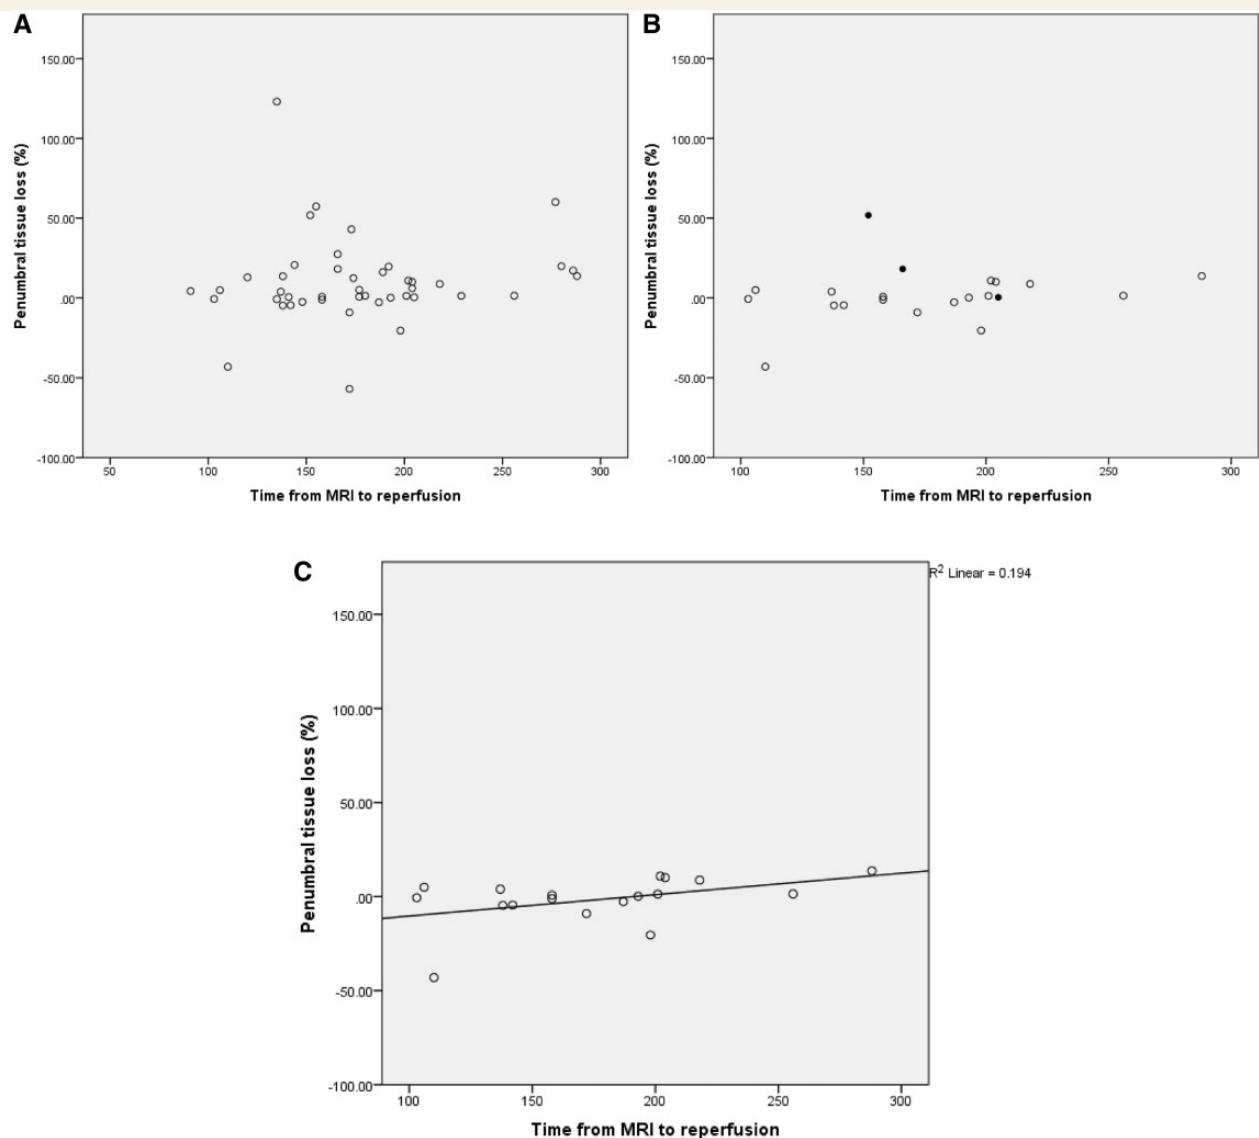 A
B
150.00
100.00
50.00
.00
-50.00
-100.00
Penumbral tissue loss (%)
50 100 150 200 250 300
Time from MRI to reperfusion
150.00
100.00
50.00
.00
-50.00
-100.00
Penumbral tissue loss (%)
100 150 200 250 300
Time from MRI to reperfusion
C
R² Linear = 0.194
150.00
100.00
50.00
.00
-50.00
-100.00
Penumbral tissue loss (%)
100 150 200 250 300
Time from MRI to reperfusion